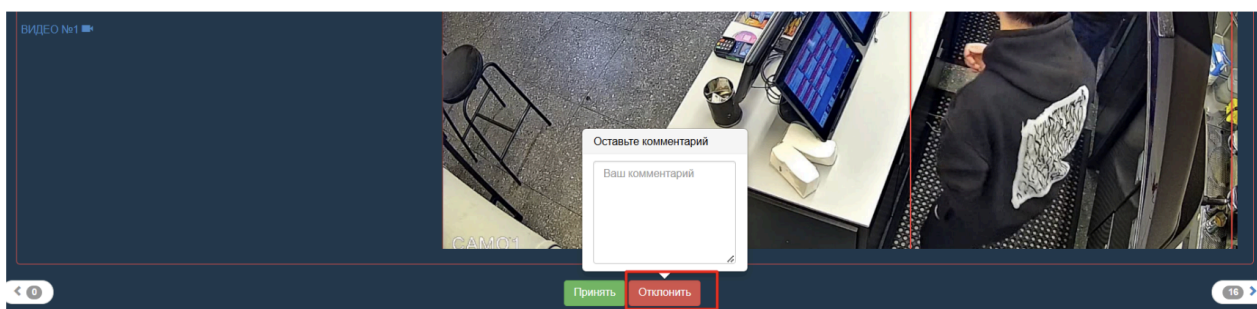 ВИДЕО №1
Оставьте комментарий
Ваш комментарий
CAM01
0
Принять
Отклонить
16